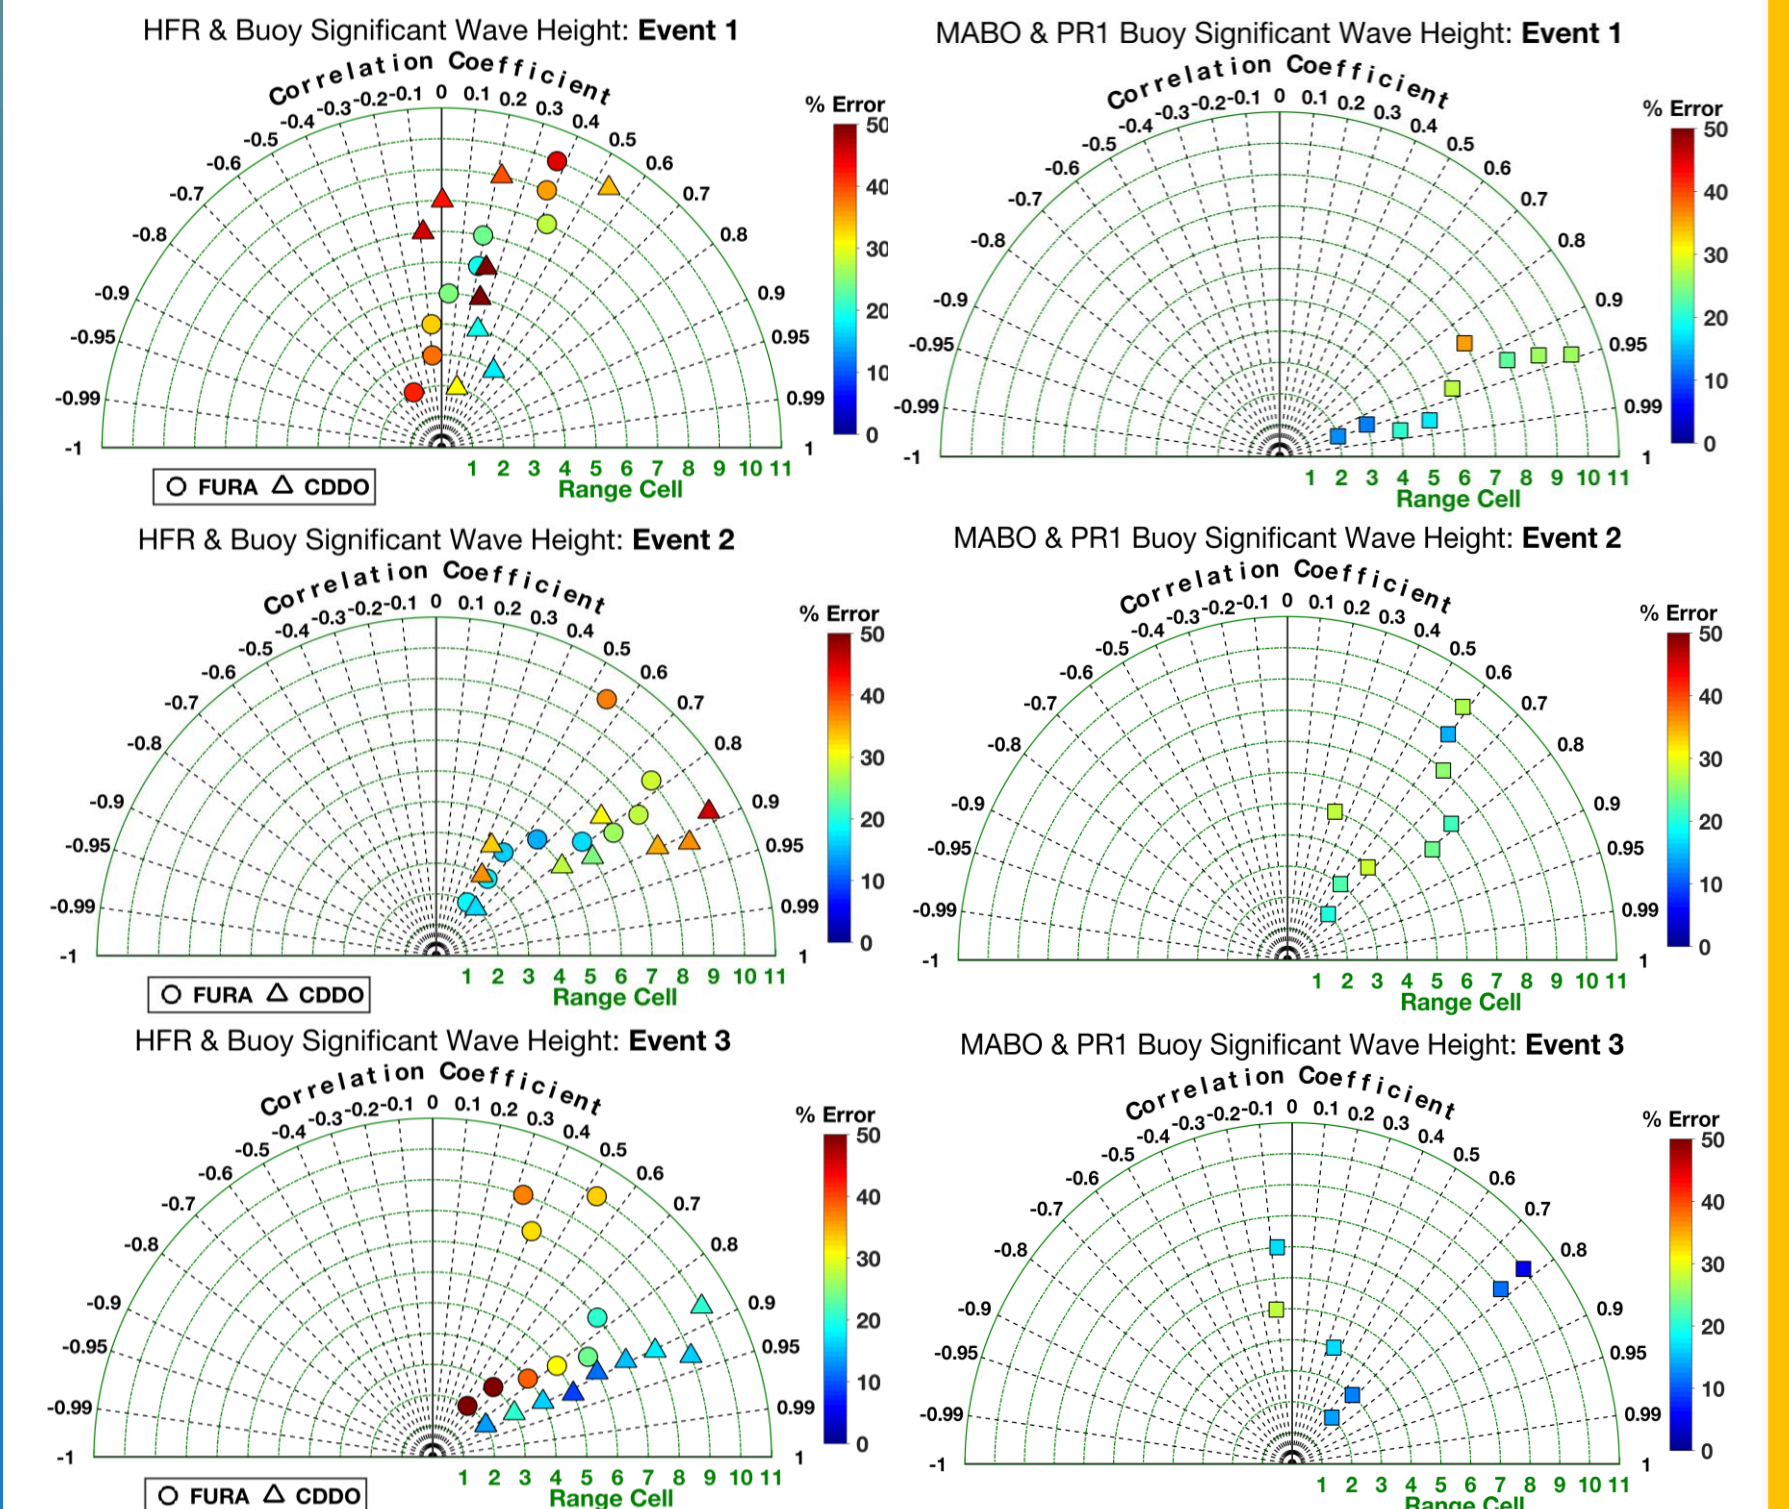 HFR & Buoy Significant Wave Height: Event 1
Correlation Coefficient
-1 -0.99 -0.95 -0.9 -0.8 -0.7 -0.6 -0.5 -0.4 -0.3 -0.2 -0.1 0 0.1 0.2 0.3 0.4 0.5 0.6 0.7 0.8 0.9 0.95 0.99 1
% Error
50
40
30
20
10
0
1 2 3 4 5 6 7 8 9 10 11
Range Cell
FURA CDDO
MABO & PR1 Buoy Significant Wave Height: Event 1
Correlation Coefficient
-1 -0.99 -0.95 -0.9 -0.8 -0.7 -0.6 -0.5 -0.4 -0.3 -0.2 -0.1 0 0.1 0.2 0.3 0.4 0.5 0.6 0.7 0.8 0.9 0.95 0.99 1
% Error
50
40
30
20
10
0
1 2 3 4 5 6 7 8 9 10 11
Range Cell
HFR & Buoy Significant Wave Height: Event 2
Correlation Coefficient
-1 -0.99 -0.95 -0.9 -0.8 -0.7 -0.6 -0.5 -0.4 -0.3 -0.2 -0.1 0 0.1 0.2 0.3 0.4 0.5 0.6 0.7 0.8 0.9 0.95 0.99 1
% Error
50
40
30
20
10
0
1 2 3 4 5 6 7 8 9 10 11
Range Cell
FURA CDDO
MABO & PR1 Buoy Significant Wave Height: Event 2
Correlation Coefficient
-1 -0.99 -0.95 -0.9 -0.8 -0.7 -0.6 -0.5 -0.4 -0.3 -0.2 -0.1 0 0.1 0.2 0.3 0.4 0.5 0.6 0.7 0.8 0.9 0.95 0.99 1
% Error
50
40
30
20
10
0
1 2 3 4 5 6 7 8 9 10 11
Range Cell
HFR & Buoy Significant Wave Height: Event 3
Correlation Coefficient
-1 -0.99 -0.95 -0.9 -0.8 -0.7 -0.6 -0.5 -0.4 -0.3 -0.2 -0.1 0 0.1 0.2 0.3 0.4 0.5 0.6 0.7 0.8 0.9 0.95 0.99 1
% Error
50
40
30
20
10
0
1 2 3 4 5 6 7 8 9 10 11
Range Cell
FURA CDDO
MABO & PR1 Buoy Significant Wave Height: Event 3
Correlation Coefficient
-1 -0.99 -0.95 -0.9 -0.8 -0.7 -0.6 -0.5 -0.4 -0.3 -0.2 -0.1 0 0.1 0.2 0.3 0.4 0.5 0.6 0.7 0.8 0.9 0.95 0.99 1
% Error
50
40
30
20
10
0
1 2 3 4 5 6 7 8 9 10 11
Range Cell